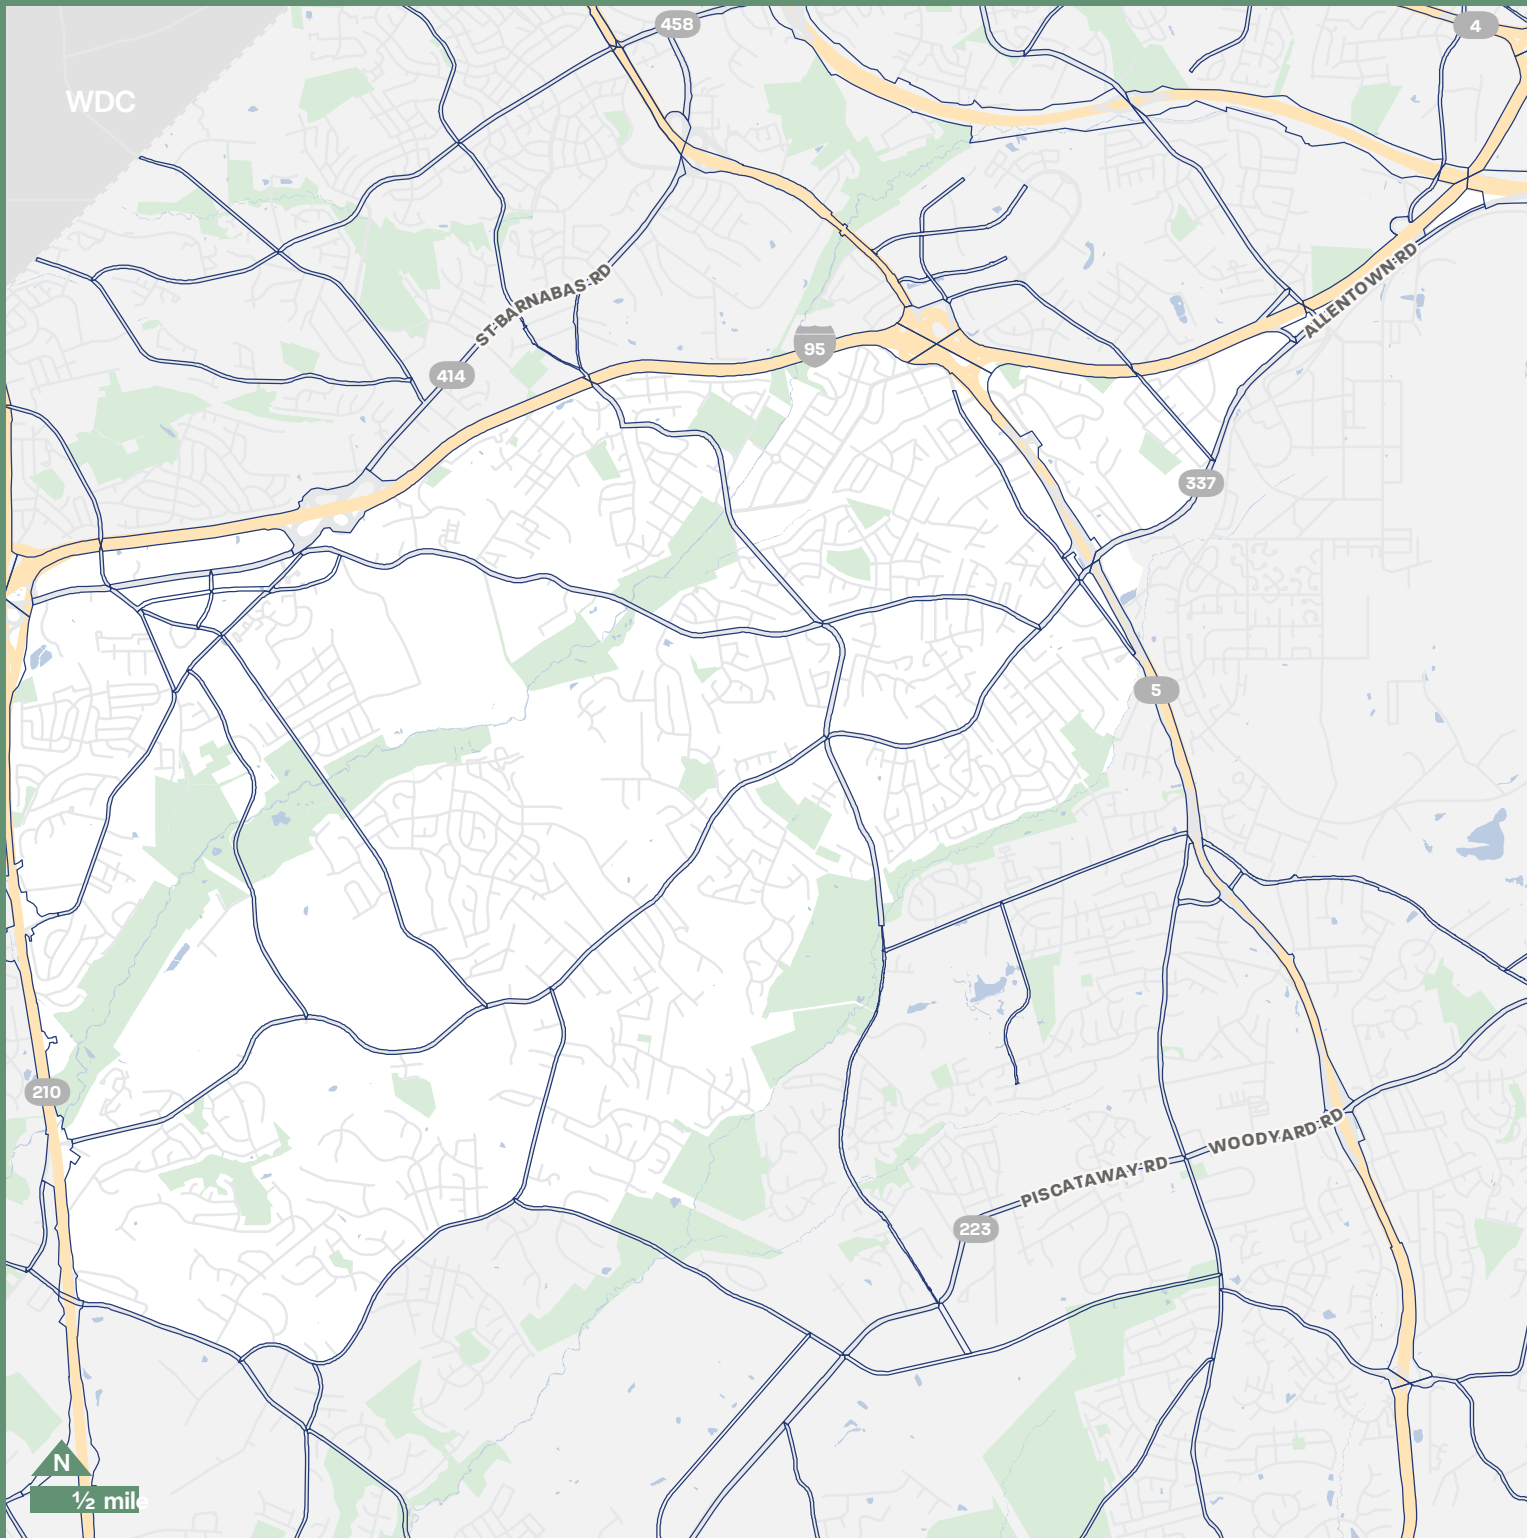 458
4
WDC
ALLENTOWN RD
ST BARNABAS RD
95
414
337
5
210
WOODYARD RD
PISCATAWAY RD
223
N
½ mile